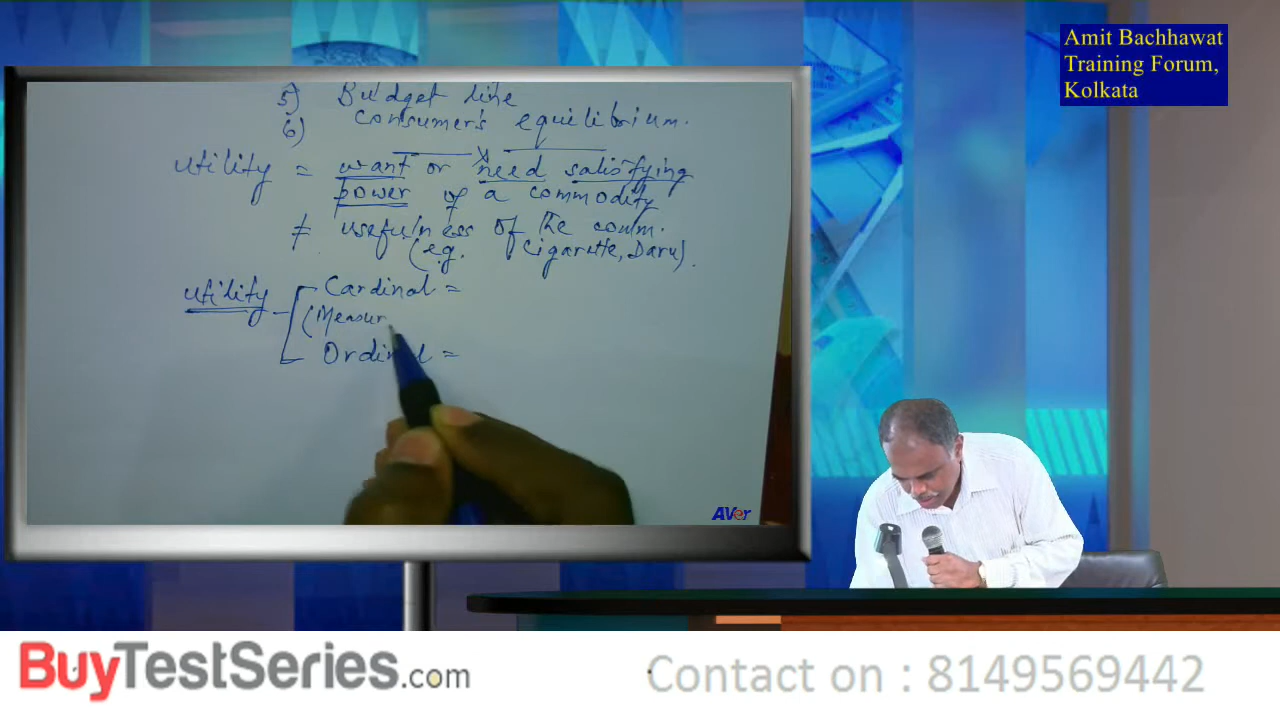 Amit Bachhawat
Training Forum,
Kolkata
5) Budget line
6) consumer's equilibrium.
utility = want or need satisfying
power of a commodity
≠ usefulness of the comm.
(e.g. Cigarette, Daru).
utility Cardinal =
(Measur
Ordinal =
AVer
BuyTestSeries.com
Contact on : 8149569442